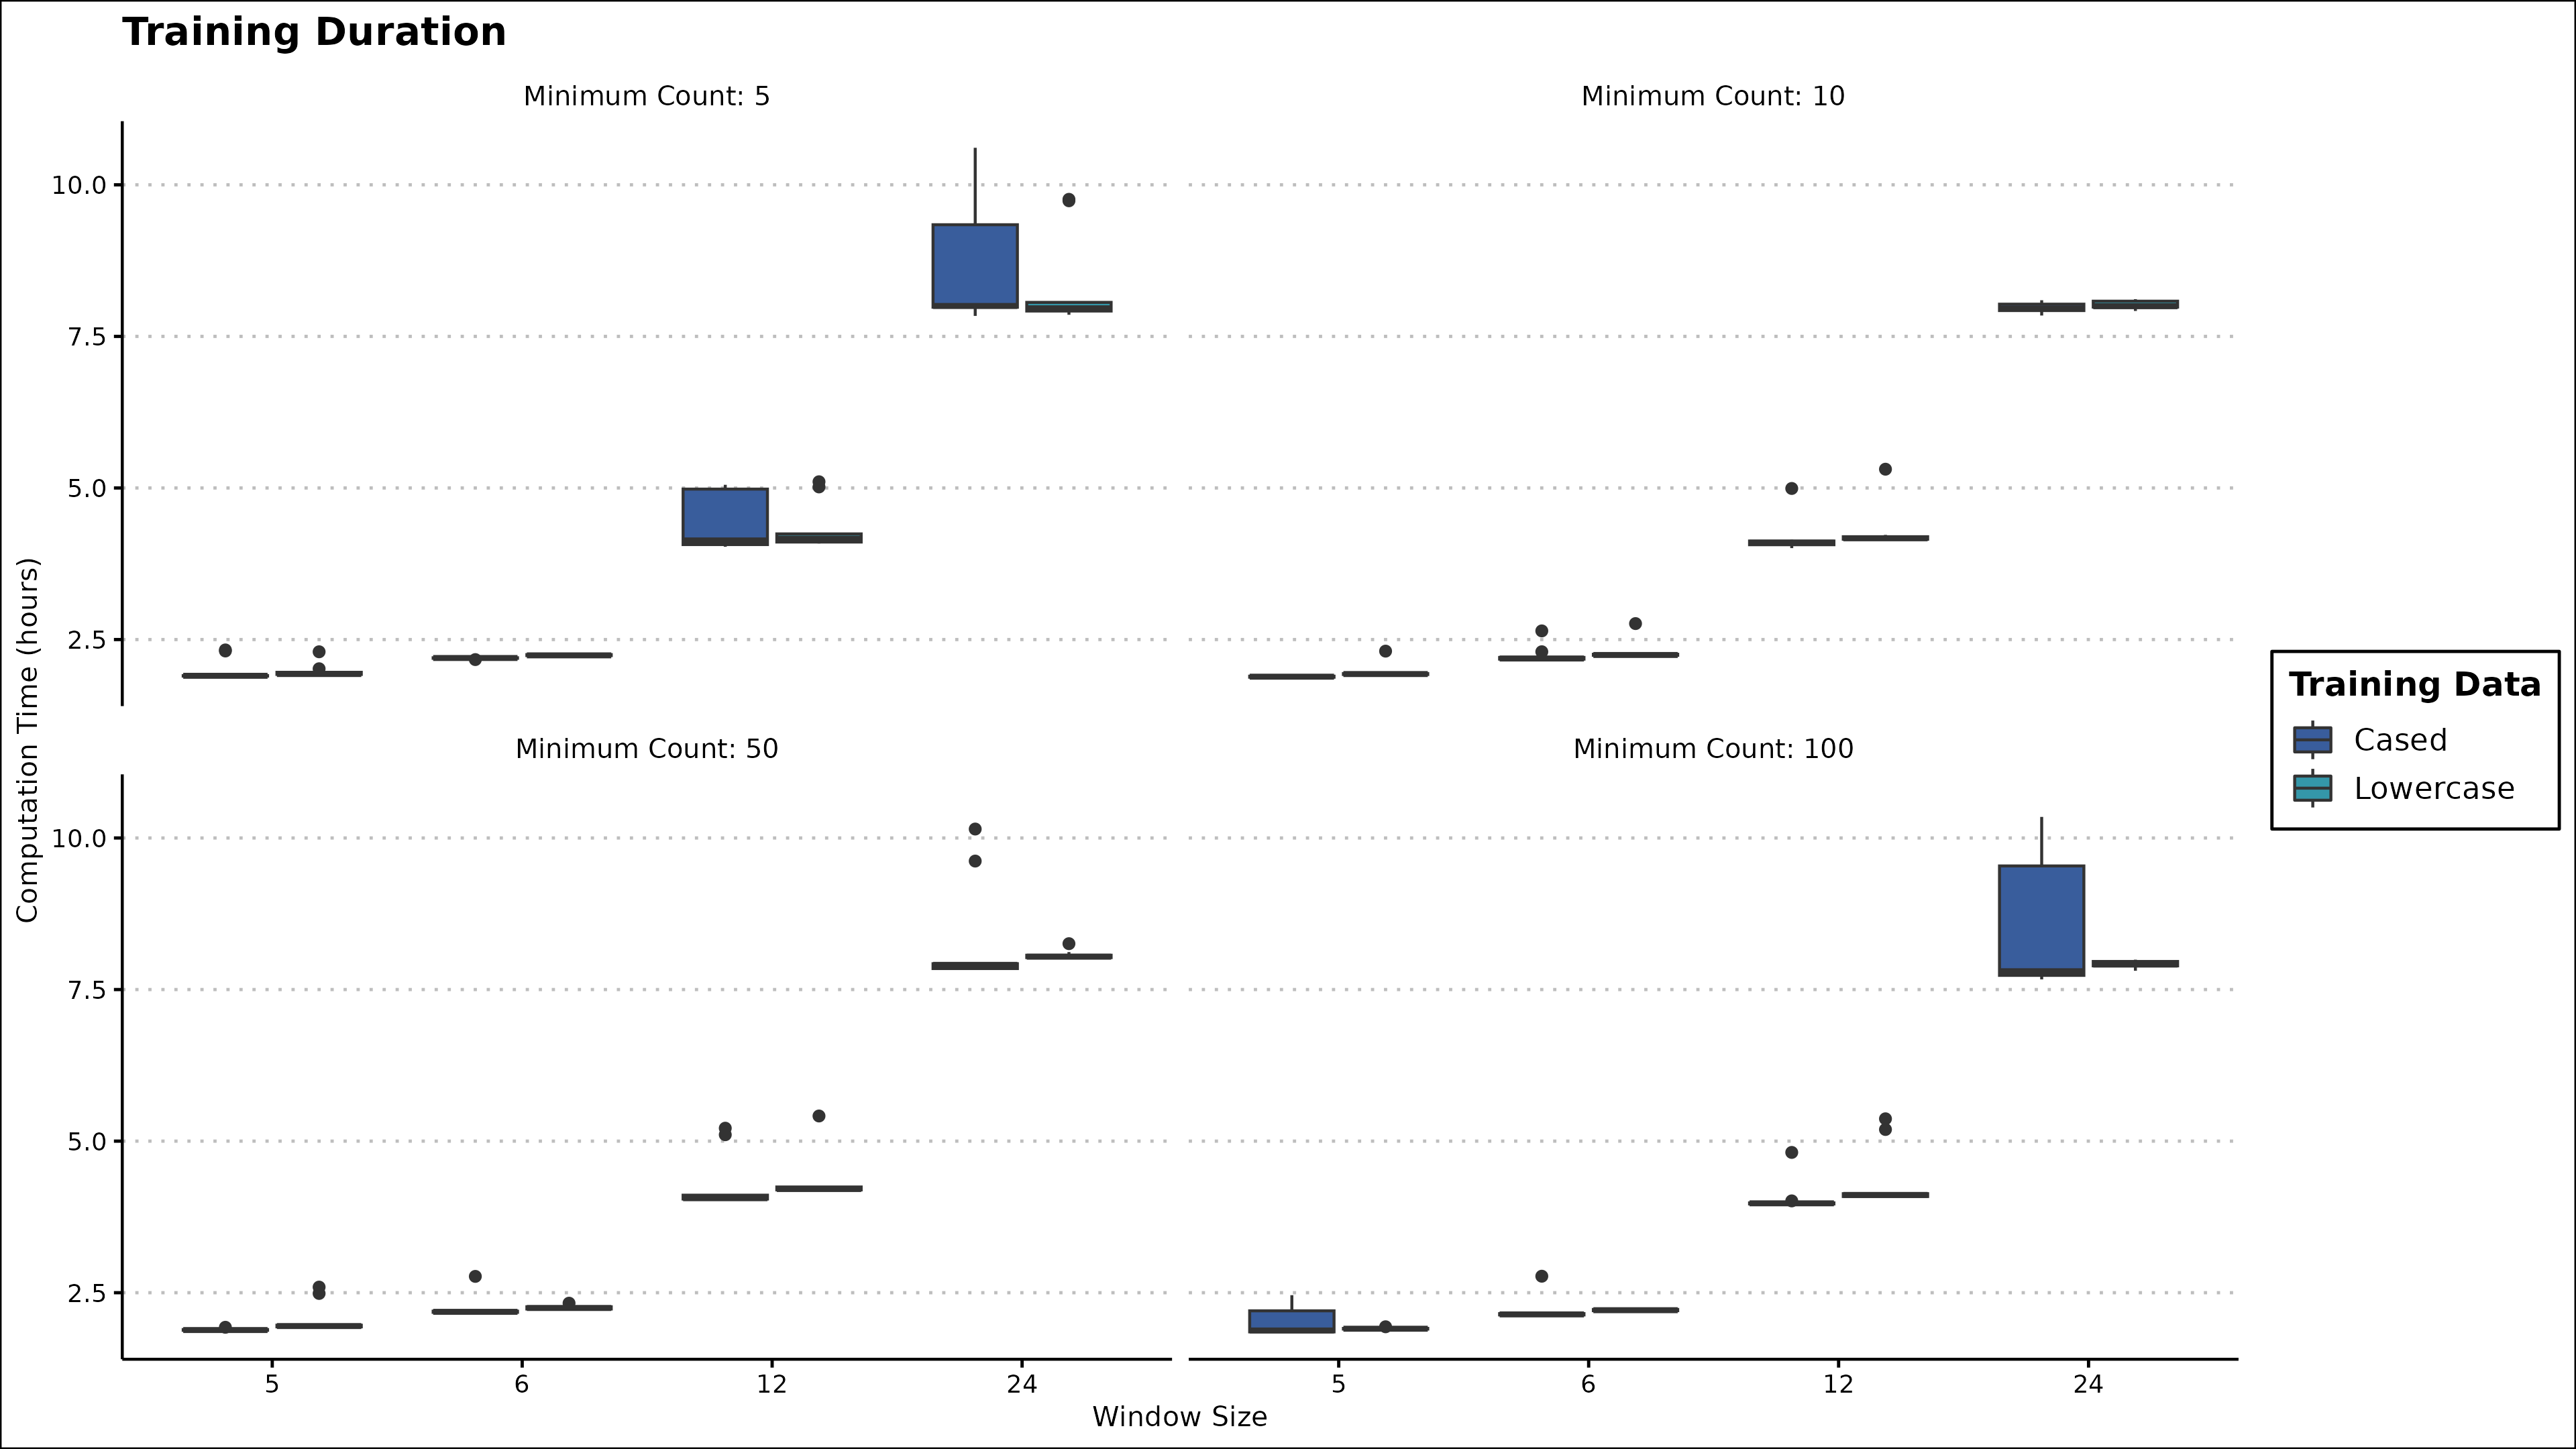 Training Duration
Minimum Count: 5
Minimum Count: 10
10.0
7.5
5.0
2.5
Minimum Count: 50
Minimum Count: 100
10.0
7.5
5.0
2.5
5
6
12
24
5
6
12
24
Window Size
Computation Time (hours)
Training Data
Cased
Lowercase